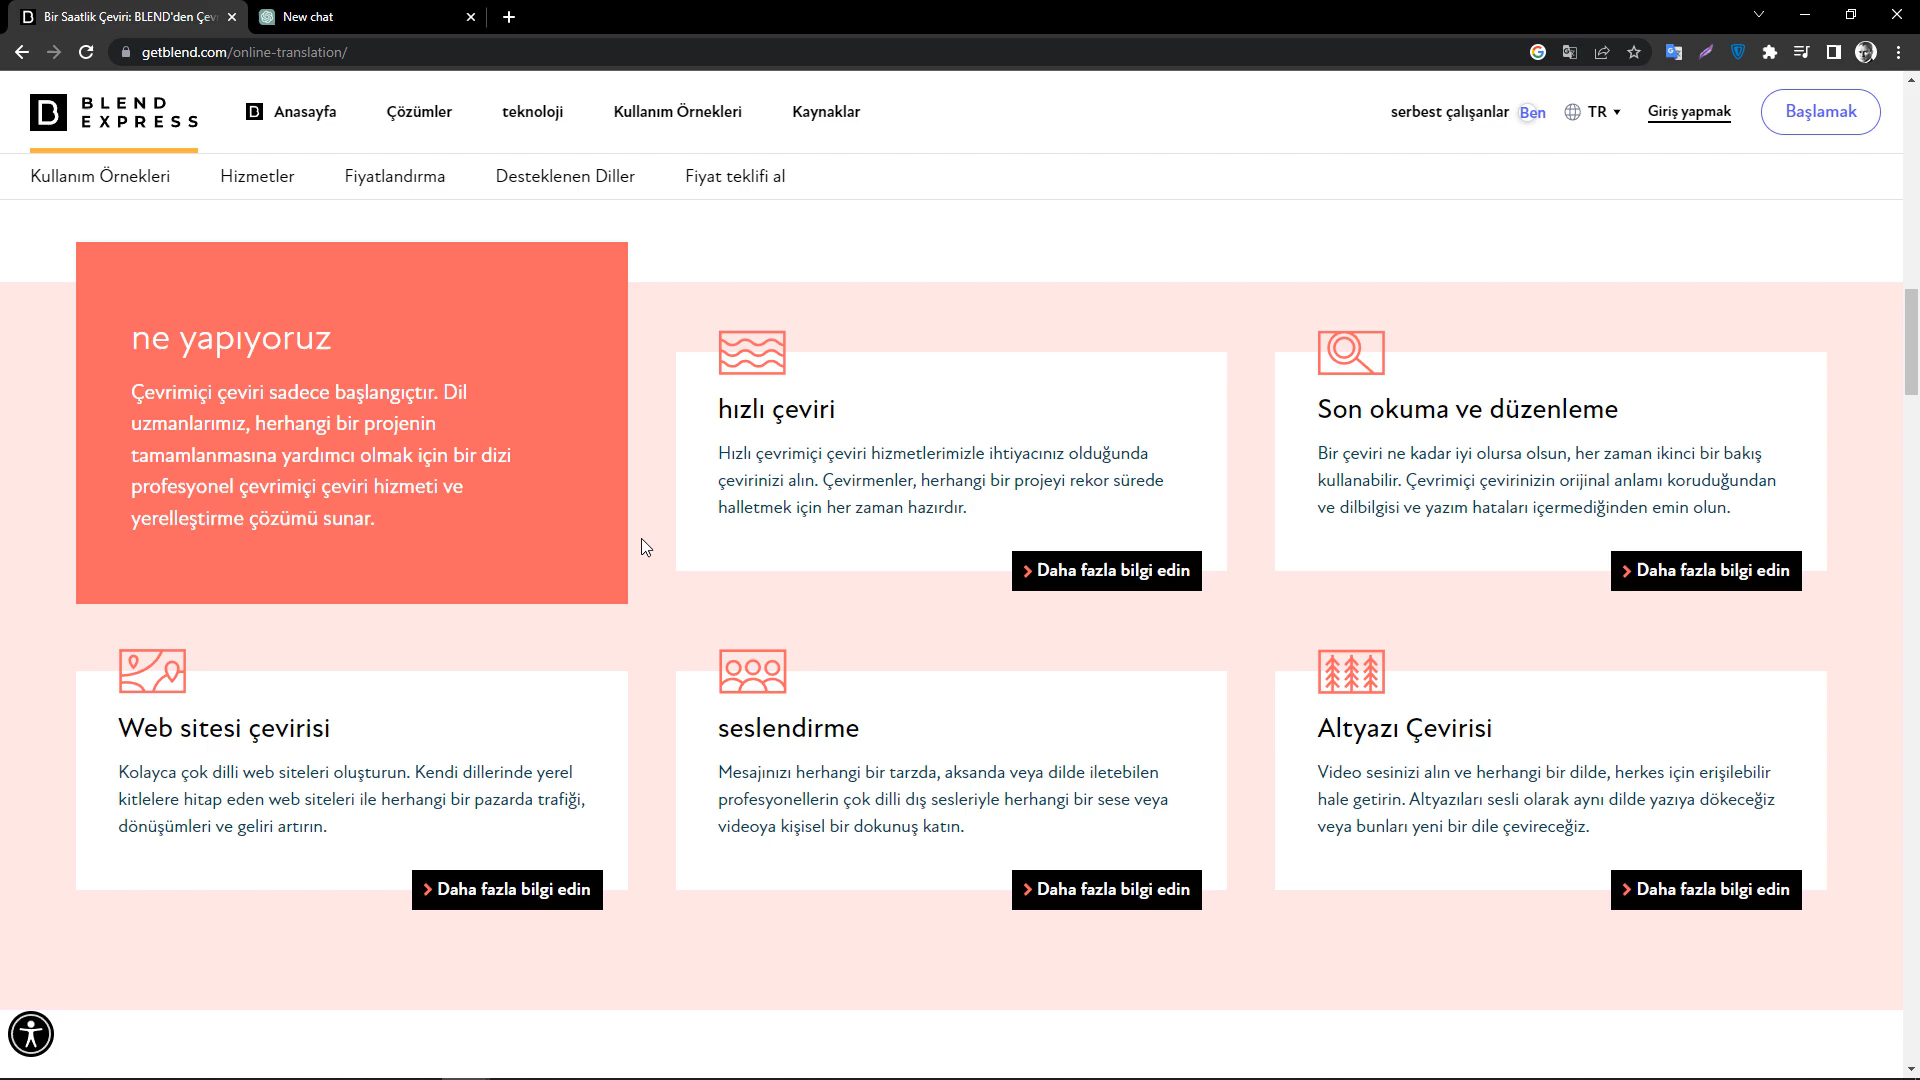 Bir Saatlik Çeviri: BLEND'den Çev
New chat
getblend.com/online-translation/
BLEND
EXPRESS
Anasayfa
Çözümler
teknoloji
Kullanım Örnekleri
Kaynaklar
serbest çalışanlar
Ben
TR
Giriş yapmak
Başlamak
Kullanım Örnekleri
Hizmetler
Fiyatlandırma
Desteklenen Diller
Fiyat teklifi al
ne yapıyoruz
Çevrimiçi çeviri sadece başlangıçtır. Dil
uzmanlarımız, herhangi bir projenin
tamamlanmasına yardımcı olmak için bir dizi
profesyonel çevrimiçi çeviri hizmeti ve
yerelleştirme çözümü sunar.
hızlı çeviri
Hızlı çevrimiçi çeviri hizmetlerimizle ihtiyacınız olduğunda
çevirinizi alın. Çevirmenler, herhangi bir projeyi rekor sürede
halletmek için her zaman hazırdır.
Daha fazla bilgi edin
Son okuma ve düzenleme
Bir çeviri ne kadar iyi olursa olsun, her zaman ikinci bir bakış
kullanabilir. Çevrimiçi çevirinizin orijinal anlamı koruduğundan
ve dilbilgisi ve yazım hataları içermediğinden emin olun.
Daha fazla bilgi edin
Web sitesi çevirisi
Kolayca çok dilli web siteleri oluşturun. Kendi dillerinde yerel
kitlelere hitap eden web siteleri ile herhangi bir pazarda trafiği,
dönüşümleri ve geliri artırın.
Daha fazla bilgi edin
seslendirme
Mesajınızı herhangi bir tarzda, aksanda veya dilde iletebilen
profesyonellerin çok dilli dış sesleriyle herhangi bir sese veya
videoya kişisel bir dokunuş katın.
Daha fazla bilgi edin
Altyazı Çevirisi
Video sesinizi alın ve herhangi bir dilde, herkes için erişilebilir
hale getirin. Altyazıları sesli olarak aynı dilde yazıya dökeceğiz
veya bunları yeni bir dile çevireceğiz.
Daha fazla bilgi edin